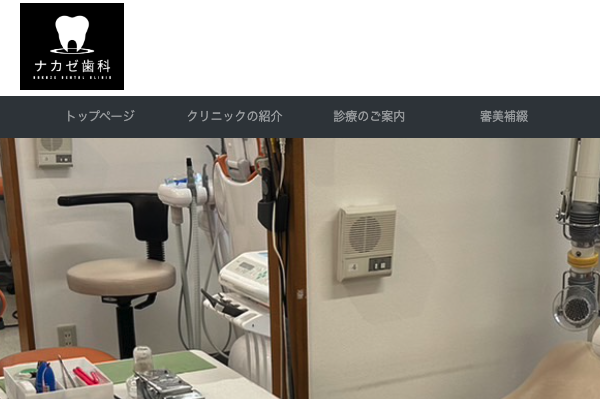 ナカゼ歯科
NAKAZE DENTAL CLINIC
トップページ
クリニックの紹介
診療のご案内
審美補綴